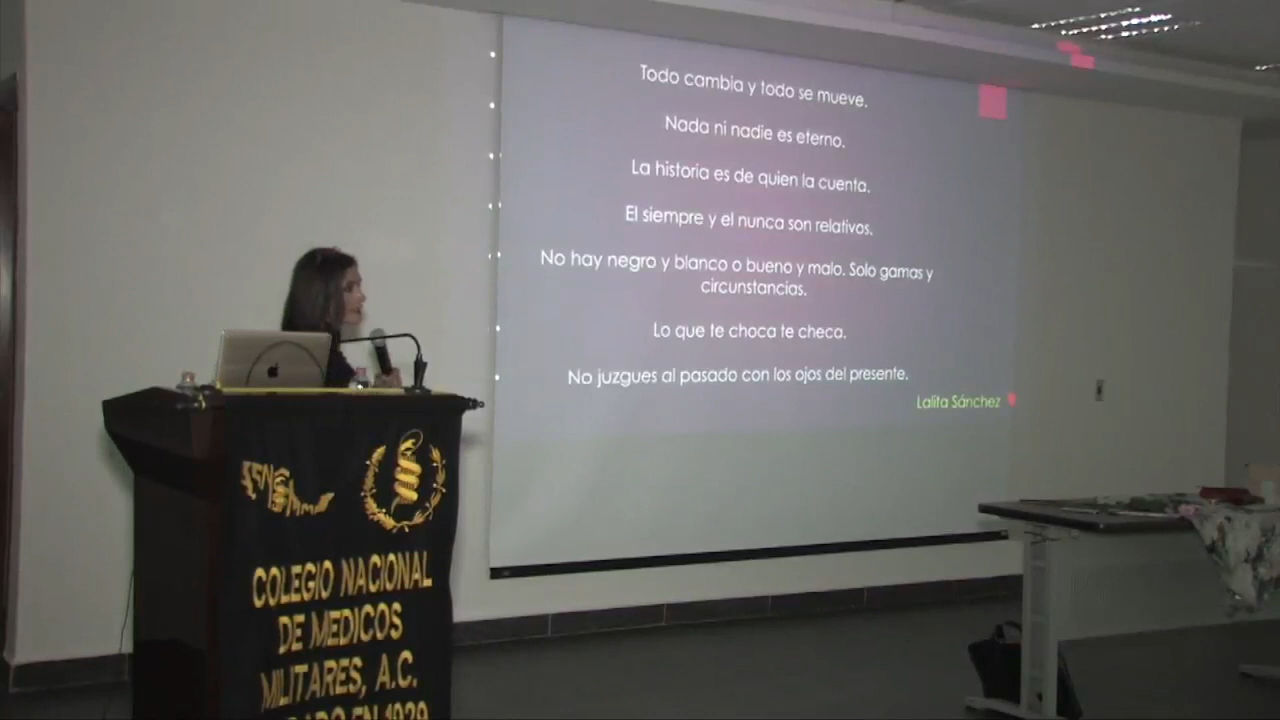 Todo cambia y todo se mueve.
Nada ni nadie es eterno.
La historia es de quien la cuenta.
El siempre y el nunca son relativos.
No hay negro y blanco o bueno y malo. Solo gamas y
circunstancias.
Lo que te choca te checa.
No juzgues al pasado con los ojos del presente.
Lalita Sánchez
COLEGIO NACIONAL
DE MEDICOS
MILITARES, A.C.
EN 1929